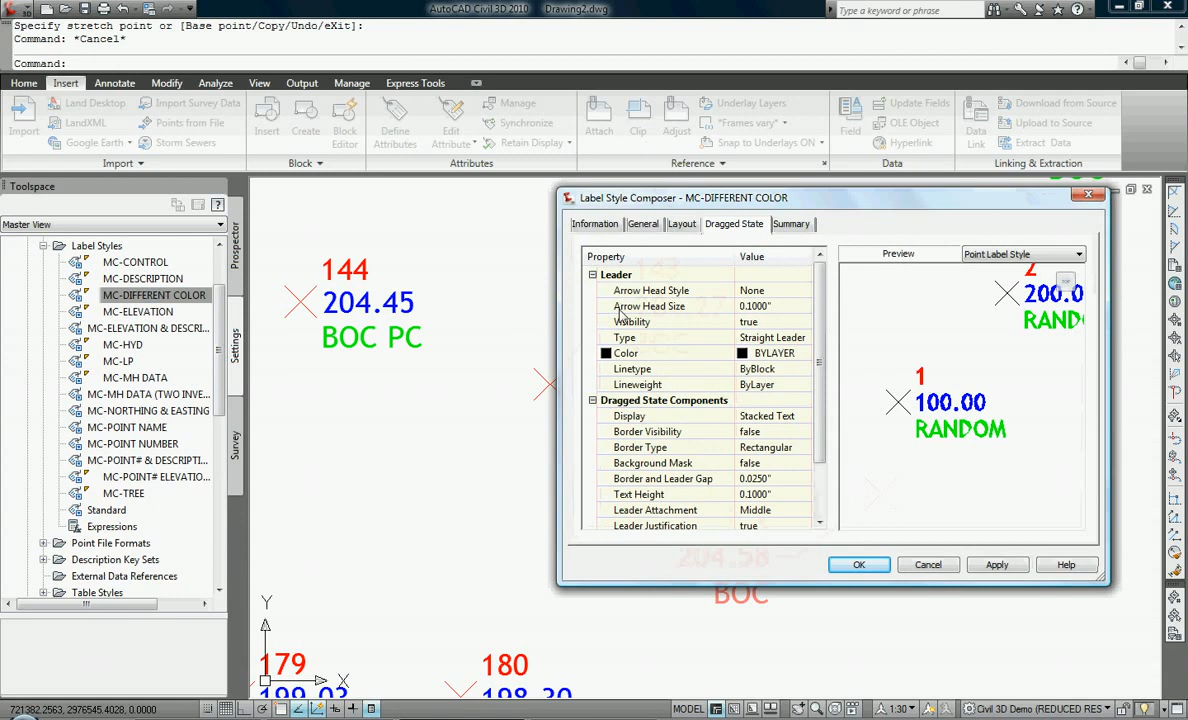 AutoCAD Civil 3D 2010 Drawing2.dwg
Type a keyword or phrase
Specify stretch point or [Base point/Copy/Undo/eXit]:
Command: *Cancel*
Command:
Home Insert Annotate Modify Analyze View Output Manage Express Tools
Land Desktop Import Survey Data
LandXML Points from File
Google Earth Storm Sewers
Import
Import
Insert
Create
Block Editor
Block
Define Attributes
Edit Attribute
Manage
Synchronize
Retain Display
Attributes
Attach
Clip
Adjust
Underlay Layers
*Frames vary*
Snap to Underlays ON
Reference
Field
Update Fields
OLE Object
Hyperlink
Data
Data Link
Download from Source
Upload to Source
Extract Data
Linking & Extraction
Toolspace
Master View
Label Styles
MC-CONTROL
MC-DESCRIPTION
MC-DIFFERENT COLOR
MC-ELEVATION
MC-ELEVATION & DESCRI...
MC-HYD
MC-LP
MC-MH DATA
MC-MH DATA (TWO INVE...
MC-NORTHING & EASTING
MC-POINT NAME
MC-POINT NUMBER
MC-POINT# & DESCRIPTI...
MC-POINT# ELEVATIO...
MC-TREE
Standard
Expressions
Point File Formats
Description Key Sets
External Data References
Table Styles
Prospector
Settings
Survey
144
204.45
BOC PC
179
199.03
180
198.30
Y
X
Label Style Composer - MC-DIFFERENT COLOR
Information General Layout Dragged State Summary
Property Value
Leader
Arrow Head Style None
Arrow Head Size 0.1000"
Visibility true
Type Straight Leader
Color BYLAYER
Linetype ByBlock
Lineweight ByLayer
Dragged State Components
Display Stacked Text
Border Visibility false
Border Type Rectangular
Background Mask false
Border and Leader Gap 0.0250"
Text Height 0.1000"
Leader Attachment Middle
Leader Justification true
Preview Point Label Style
2
200.0
RAND
1
100.00
RANDOM
OK Cancel Apply Help
204.58
BOC
721382.2563, 2976545.4028, 0.0000
MODEL
1:30
Civil 3D Demo (REDUCED RES